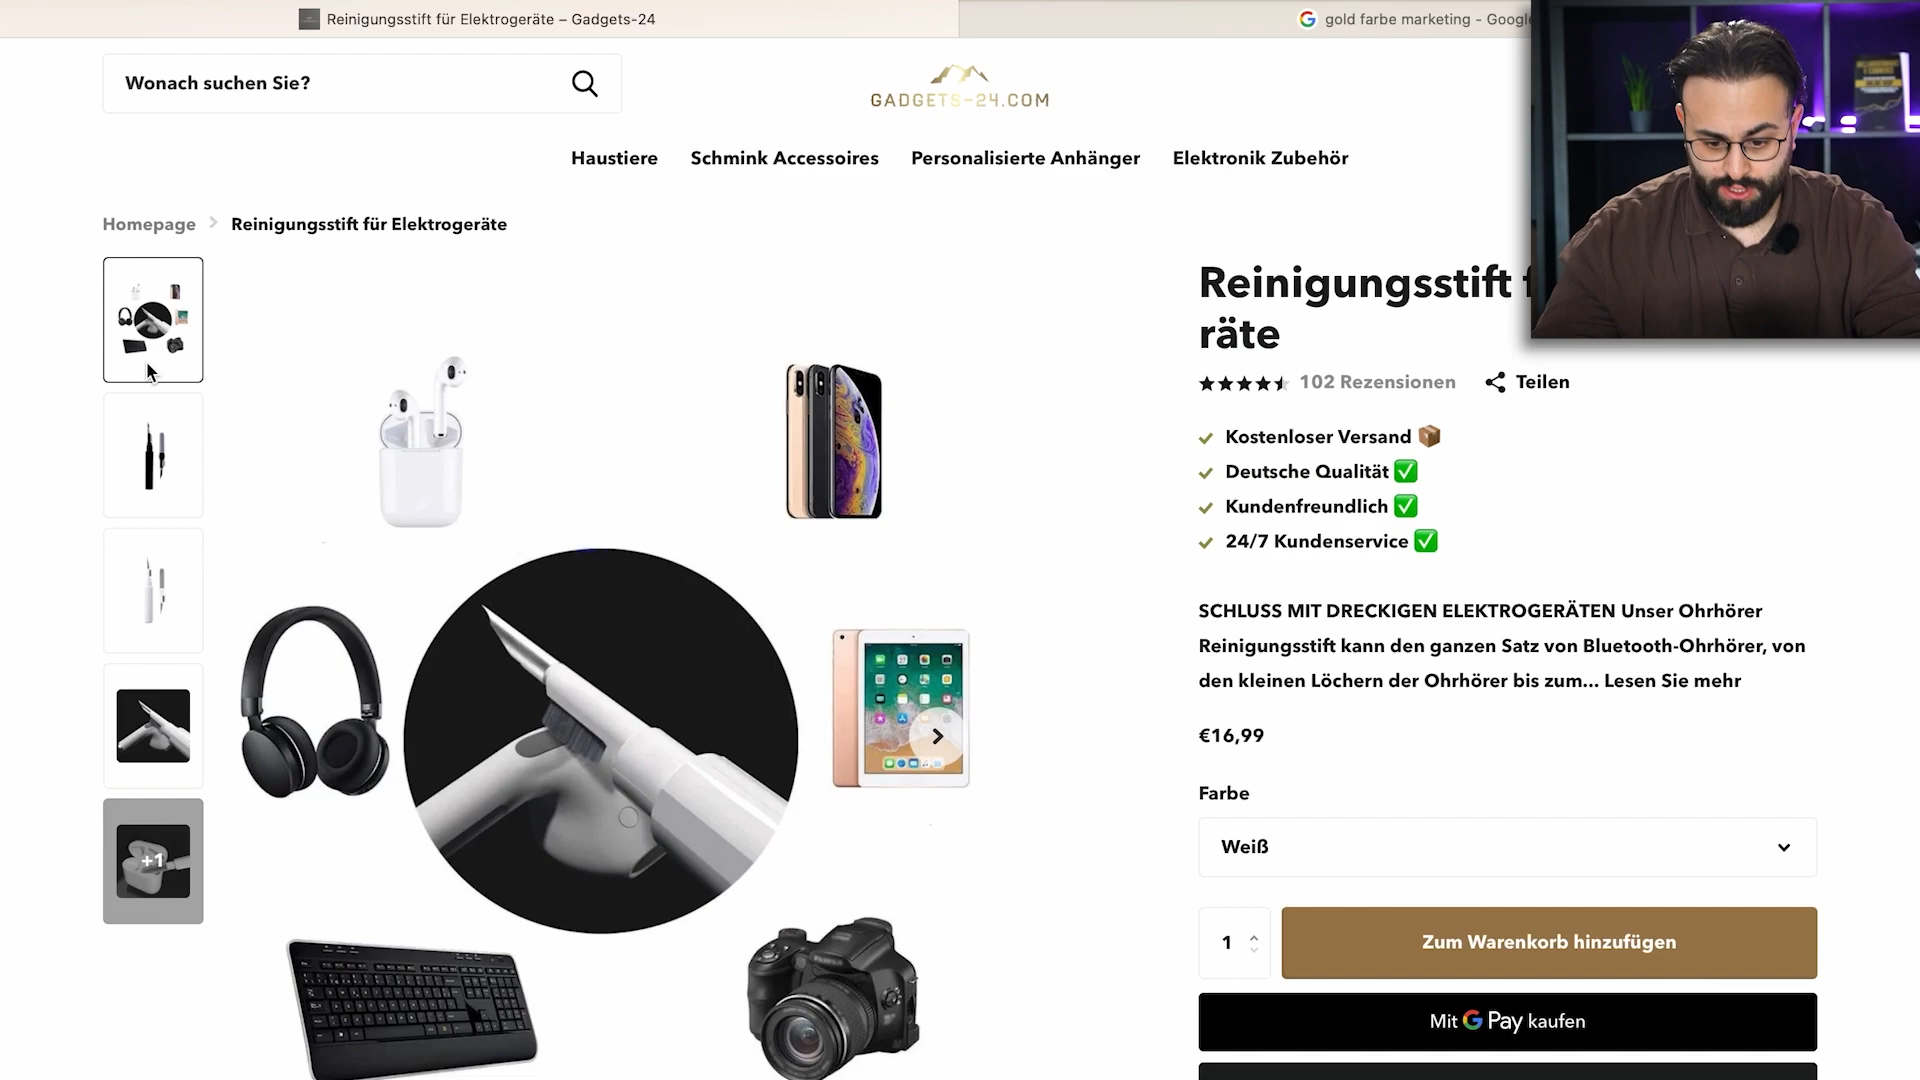 Reinigungsstift für Elektrogeräte – Gadgets-24
gold farbe marketing - Google
Wonach suchen Sie?
GADGETS-24.COM
Haustiere
Schmink Accessoires
Personalisierte Anhänger
Elektronik Zubehör
Homepage
Reinigungsstift für Elektrogeräte
Reinigungsstift
räte
102 Rezensionen
Teilen
Kostenloser Versand 📦
Deutsche Qualität ✅
Kundenfreundlich ✅
24/7 Kundenservice ✅
SCHLUSS MIT DRECKIGEN ELEKTROGERÄTEN Unser Ohrhörer
Reinigungsstift kann den ganzen Satz von Bluetooth-Ohrhörer, von
den kleinen Löchern der Ohrhörer bis zum... Lesen Sie mehr
€16,99
Farbe
Weiß
+1
1
Zum Warenkorb hinzufügen
Mit G Pay kaufen